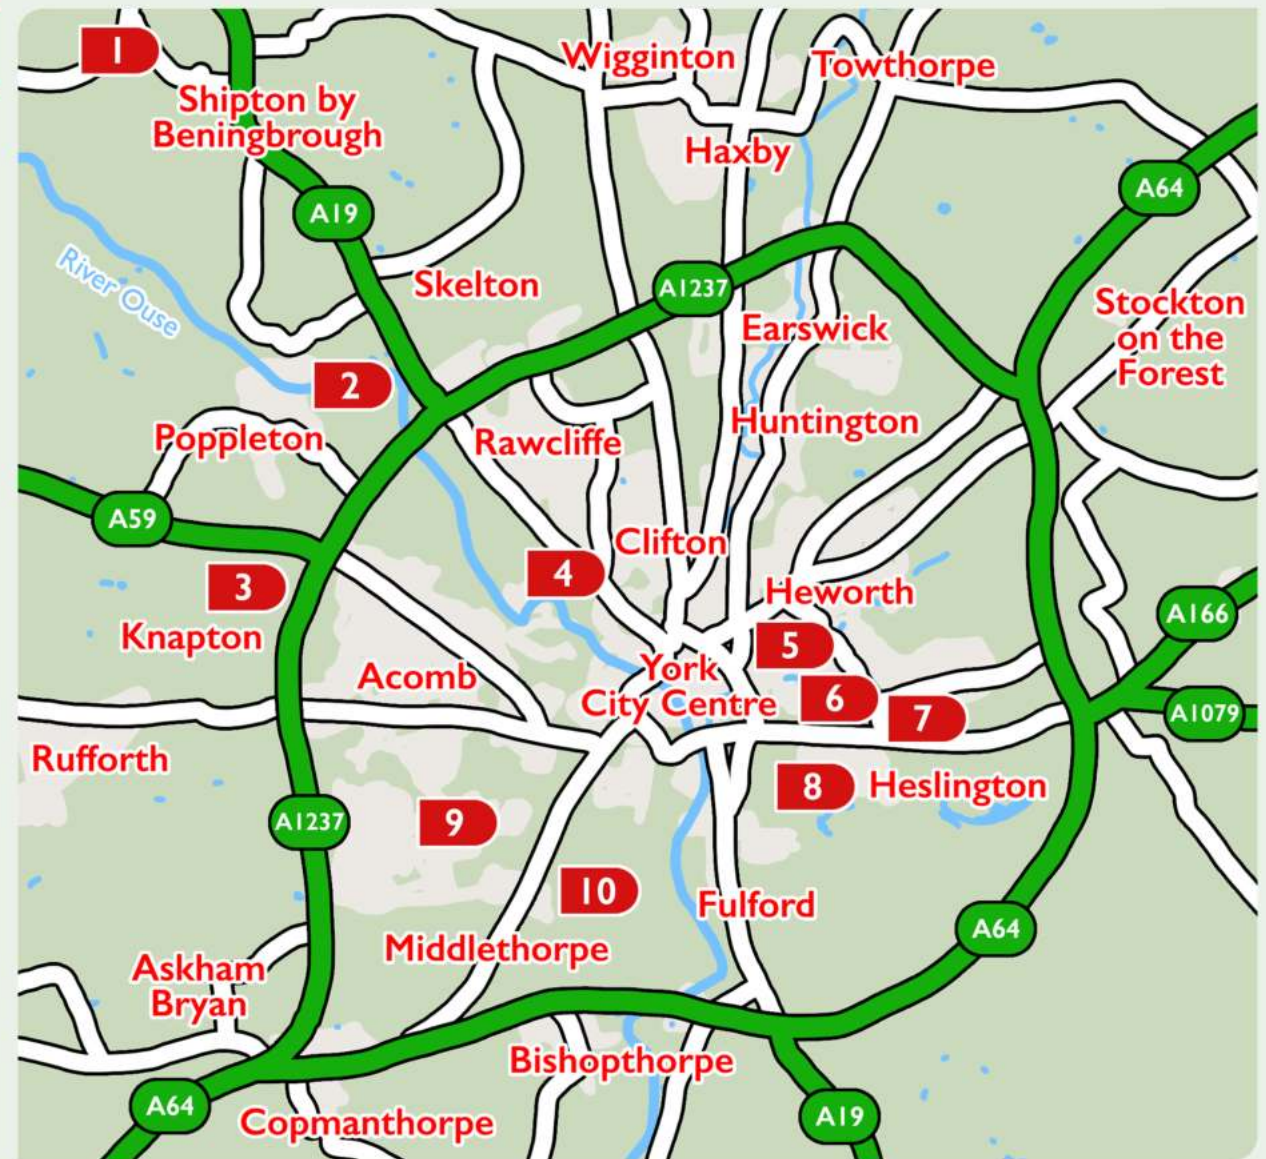 1
Wigginton
Towthorpe
Shipton by
Beningbrough
Haxby
A64
A19
River Ouse
Skelton
A1237
Earswick
Stockton
on the
Forest
2
Huntington
Poppleton
Rawcliffe
A59
Clifton
4
3
Heworth
A166
Knapton
5
York
City Centre
Acomb
6
7
A1079
Rufforth
8
Heslington
A1237
9
10
Fulford
A64
Middlethorpe
Askham
Bryan
Bishopthorpe
A64
Copmanthorpe
A19